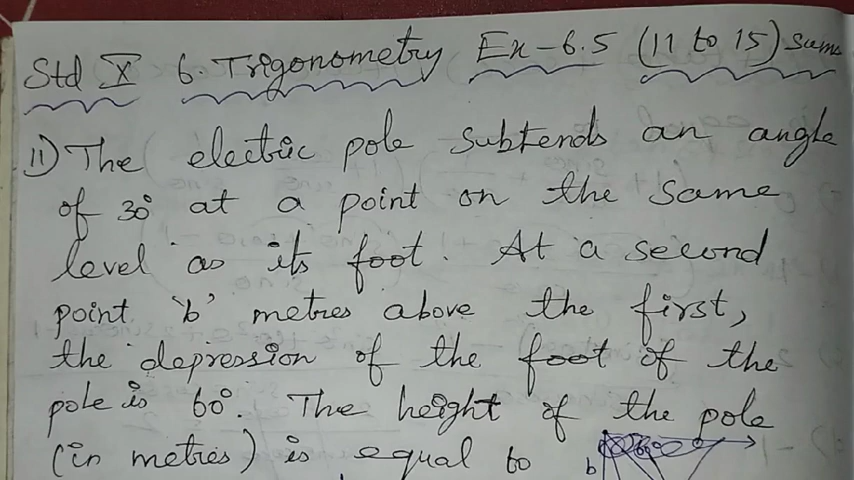 Std X 6. Trigonometry Ex-6.5 (11 to 15) sums
11) The electric pole subtends an angle
of 30° at a point on the same
level as its foot. At a second
point 'b' metres above the first,
the depression of the foot of the
pole is 60°. The height of the pole
(in metres) is equal to
b 60°